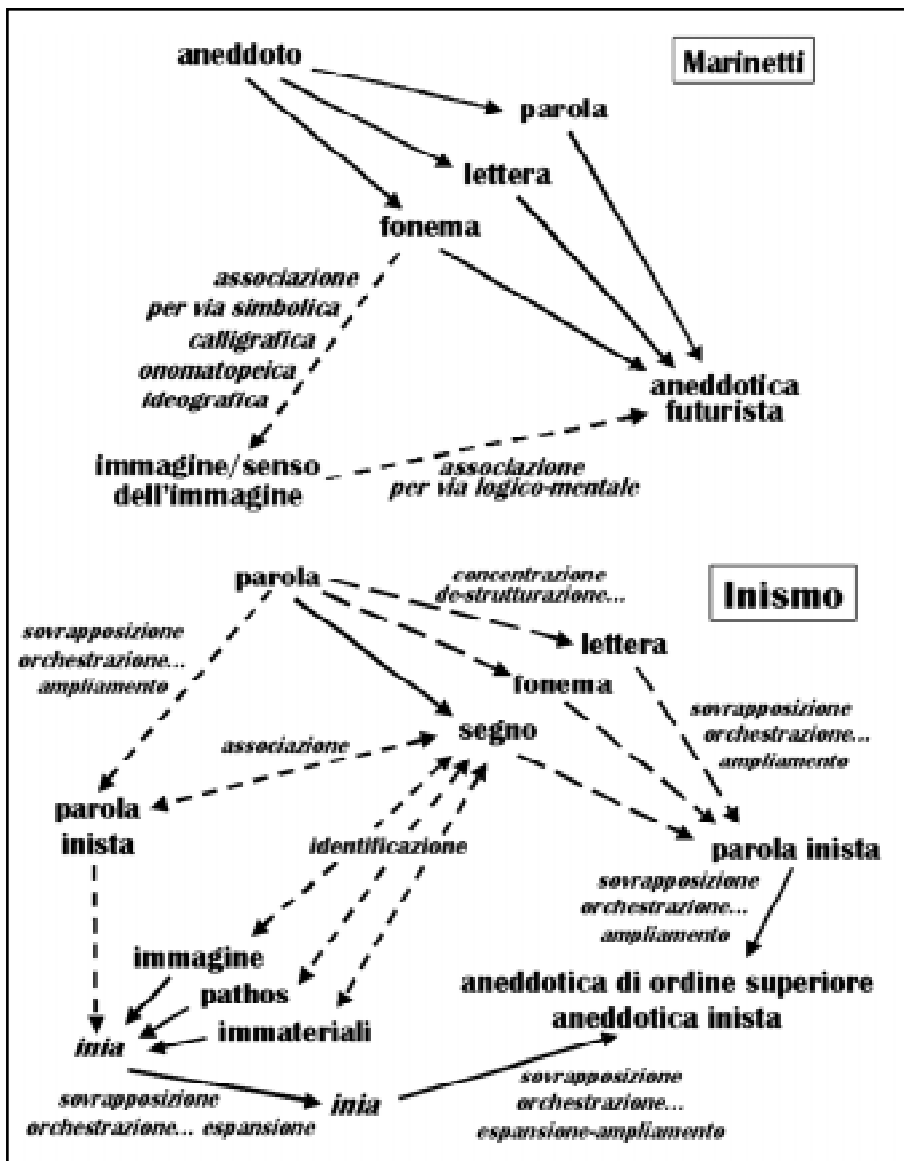 aneddoto
Marinetti
parola
lettera
fonema
associazione
per via simbolica
calligrafica
onomatopeica
ideografica
aneddotica
futurista
immagine/senso
dell'immagine
associazione
per via logico-mentale
parola
concentrazione
de-strutturazione...
Inismo
sovrapposizione
orchestrazione...
ampliamento
lettera
fonema
sovrapposizione
orchestrazione...
ampliamento
segno
associazione
parola
inista
identificazione
parola inista
sovrapposizione
orchestrazione...
ampliamento
immagine
pathos
immateriali
aneddotica di ordine superiore
aneddotica inista
inia
sovrapposizione
orchestrazione... espansione
inia
sovrapposizione
orchestrazione...
espansione-ampliamento